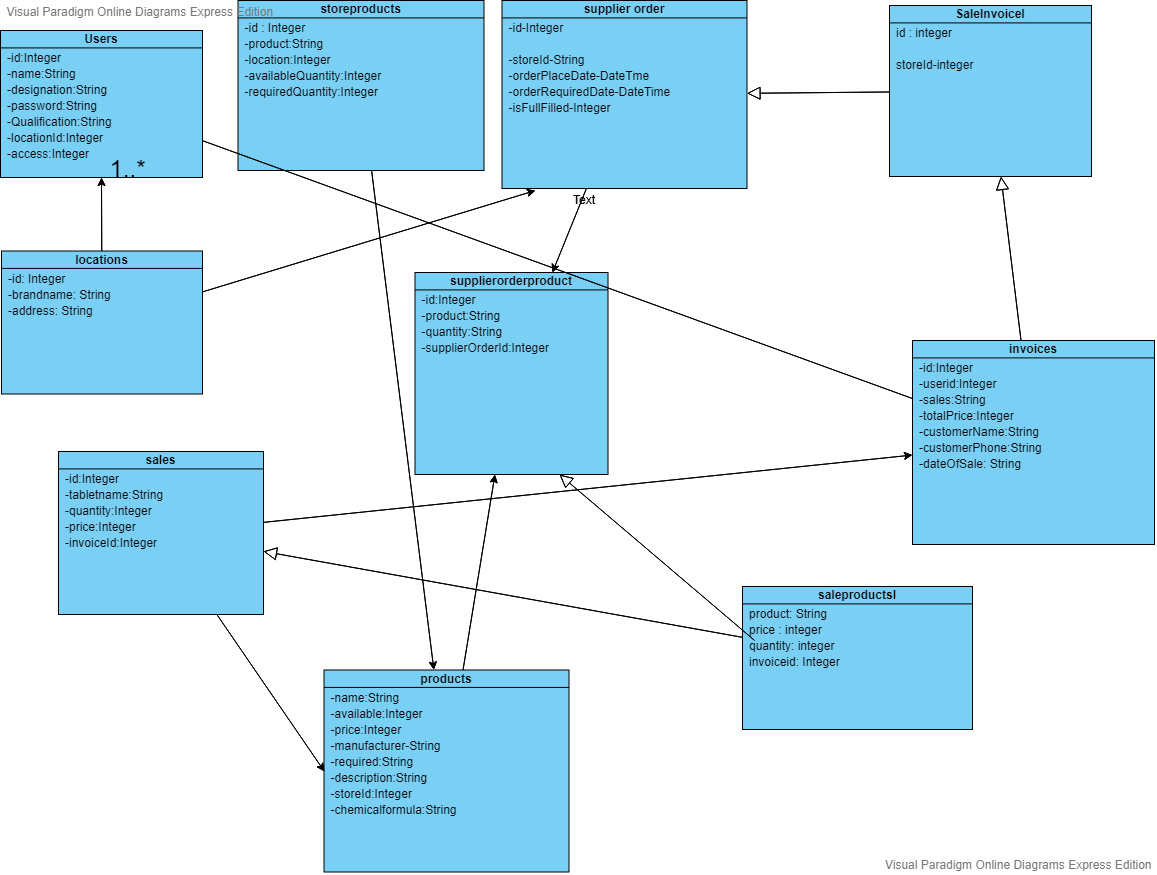 Visual Paradigm Online Diagrams Express Edition
Users
-id:Integer
-name:String
-designation:String
-password:String
-Qualification:String
-locationId:Integer
-access:Integer
1..*
storeproducts
-id : Integer
-product:String
-location:Integer
-availableQuantity:Integer
-requiredQuantity:Integer
supplier order
-id-Integer
-storeId-String
-orderPlaceDate-DateTme
-orderRequiredDate-DateTime
-isFullFilled-Integer
Text
SaleInvoiceI
id : integer
storeId-integer
locations
-id: Integer
-brandname: String
-address: String
supplierorderproduct
-id:Integer
-product:String
-quantity:String
-supplierOrderId:Integer
invoices
-id:Integer
-userid:Integer
-sales:String
-totalPrice:Integer
-customerName:String
-customerPhone:String
-dateOfSale: String
sales
-id:Integer
-tabletname:String
-quantity:Integer
-price:Integer
-invoiceId:Integer
saleproductsI
product: String
price : integer
quantity: integer
invoiceid: Integer
products
-name:String
-available:Integer
-price:Integer
-manufacturer-String
-required:String
-description:String
-storeId:Integer
-chemicalformula:String
Visual Paradigm Online Diagrams Express Edition